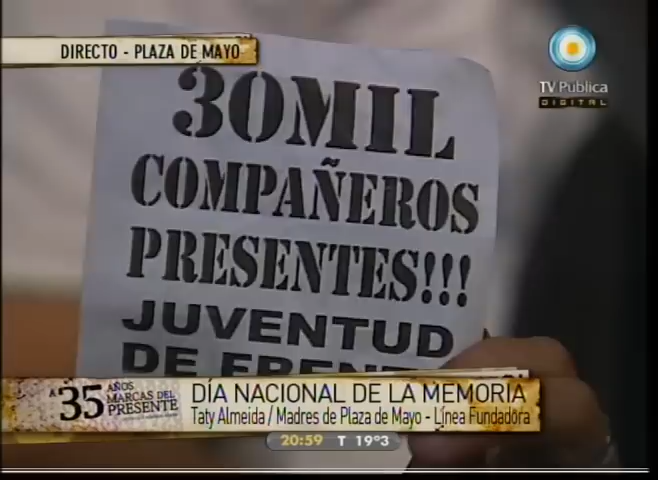 DIRECTO - PLAZA DE MAYO
TV Pública
DIGITAL
30MIL
COMPAÑEROS
PRESENTES!!!
JUVENTUD
DE
A 35 AÑOS
MARCAS DEL
PRESENTE
DÍA NACIONAL DE LA MEMORIA
Taty Almeida / Madres de Plaza de Mayo - Línea Fundadora
20:59 T 19°3